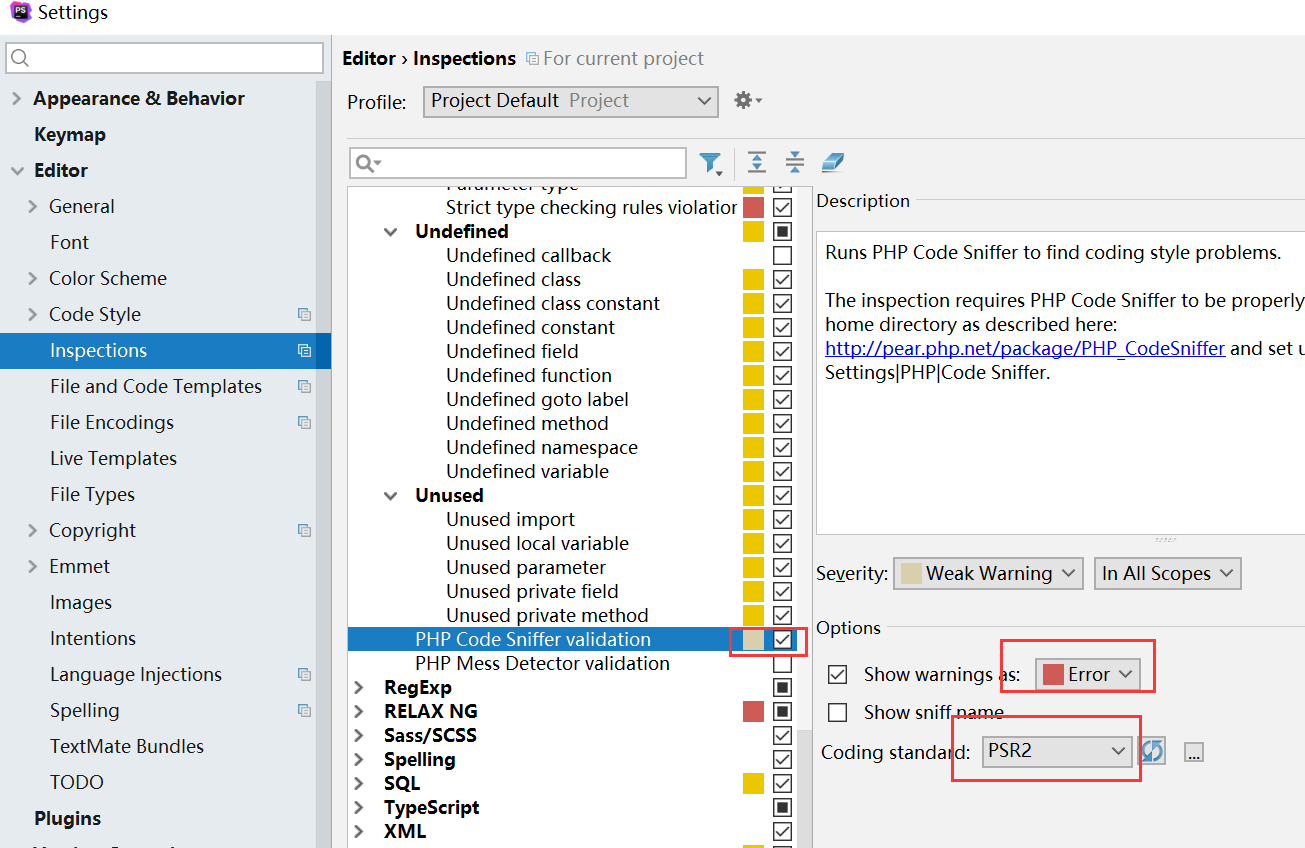 PS
Settings
Editor › Inspections
For current project
Profile:
Project Default Project
Appearance & Behavior
Keymap
Editor
General
Font
Color Scheme
Code Style
Inspections
File and Code Templates
File Encodings
Live Templates
File Types
Copyright
Emmet
Images
Intentions
Language Injections
Spelling
TextMate Bundles
TODO
Plugins
Parameter type
Strict type checking rules violation
Undefined
Undefined callback
Undefined class
Undefined class constant
Undefined constant
Undefined field
Undefined function
Undefined goto label
Undefined method
Undefined namespace
Undefined variable
Unused
Unused import
Unused local variable
Unused parameter
Unused private field
Unused private method
PHP Code Sniffer validation
PHP Mess Detector validation
RegExp
RELAX NG
Sass/SCSS
Spelling
SQL
TypeScript
XML
Description
Runs PHP Code Sniffer to find coding style problems.
The inspection requires PHP Code Sniffer to be properly
home directory as described here:
http://pear.php.net/package/PHP_CodeSniffer and set u
Settings|PHP|Code Sniffer.
Severity: Weak Warning In All Scopes
Options
Show warnings as: Error
Show sniff name
Coding standard: PSR2 ...